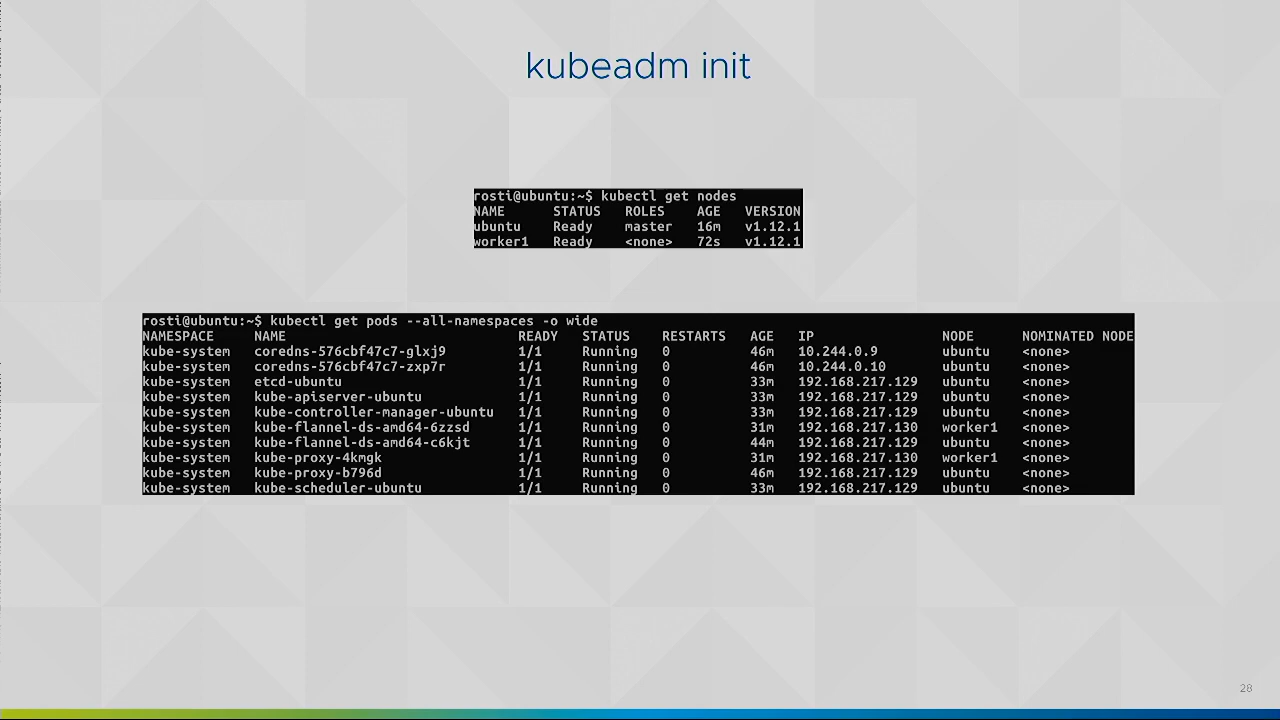 kubeadm init
rosti@ubuntu:~$ kubectl get nodes
NAME STATUS ROLES AGE VERSION
ubuntu Ready master 16m v1.12.1
worker1 Ready <none> 72s v1.12.1
rosti@ubuntu:~$ kubectl get pods --all-namespaces -o wide
NAMESPACE NAME READY STATUS RESTARTS AGE IP NODE NOMINATED NODE
kube-system coredns-576cbf47c7-glxj9 1/1 Running 0 46m 10.244.0.9 ubuntu <none>
kube-system coredns-576cbf47c7-zxp7r 1/1 Running 0 46m 10.244.0.10 ubuntu <none>
kube-system etcd-ubuntu 1/1 Running 0 33m 192.168.217.129 ubuntu <none>
kube-system kube-apiserver-ubuntu 1/1 Running 0 33m 192.168.217.129 ubuntu <none>
kube-system kube-controller-manager-ubuntu 1/1 Running 0 33m 192.168.217.129 ubuntu <none>
kube-system kube-flannel-ds-amd64-6zzsd 1/1 Running 0 31m 192.168.217.130 worker1 <none>
kube-system kube-flannel-ds-amd64-c6kjt 1/1 Running 0 44m 192.168.217.129 ubuntu <none>
kube-system kube-proxy-4kmgk 1/1 Running 0 31m 192.168.217.130 worker1 <none>
kube-system kube-proxy-b796d 1/1 Running 0 46m 192.168.217.129 ubuntu <none>
kube-system kube-scheduler-ubuntu 1/1 Running 0 33m 192.168.217.129 ubuntu <none>
28